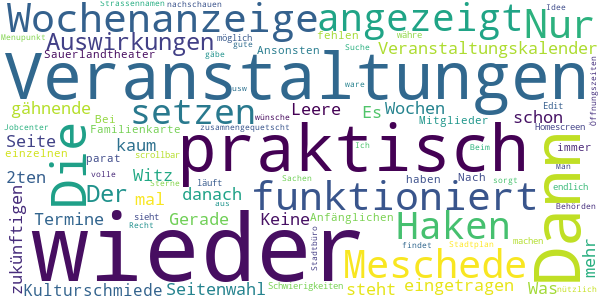 Strassennamen nachschauen
Wochenanzeige angezeigt Nur Idee
Menupunkt Auswirkungen möglich fehlen wahre
Sauerlandtheater gute Ansonsten Suche Veranstaltungskalender
gäbe
Veranstaltungen
usw ware Öffnungszeiten
gähnende setzen Leere Es Wochen schon Edit
Jobcenter Bei Familienkarte zusammengequetscht wünsche Mitglieder Homescreen
Seite kaum praktisch immer
einzelnen scrollbar Ich Beim Man
2ten parat Witz haben Nach Dann
Die volle Sterne Sachen sorgt endlich
zukünftigen Der mal danach funktioniert Behörden
läuft aus
Termine Gerade Keine Anfänglichen Haken mehr
sieht Recht wieder Stadtbüro findet Stadtplan machen
steht Meschede Was
Kulturschmiede Seitenwahl Schwierigkeiten eingetragen nützlich